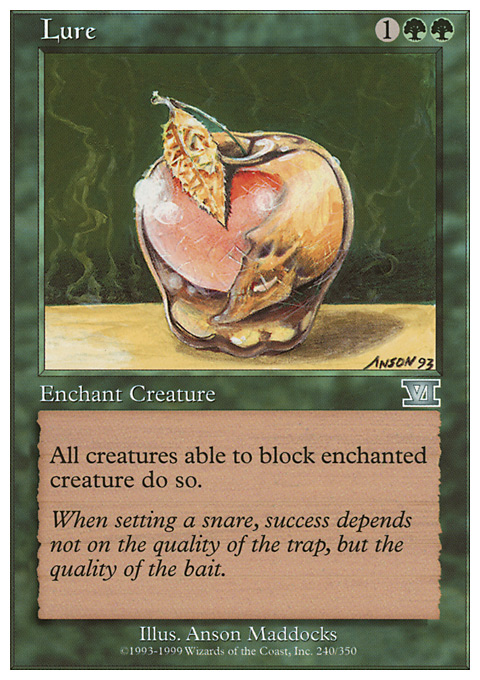 Lure
1
ANSON 93
Enchant Creature
VI
All creatures able to block enchanted
creature do so.
When setting a snare, success depends
not on the quality of the trap, but the
quality of the bait.
Illus. Anson Maddocks
©1993-1999 Wizards of the Coast, Inc. 240/350